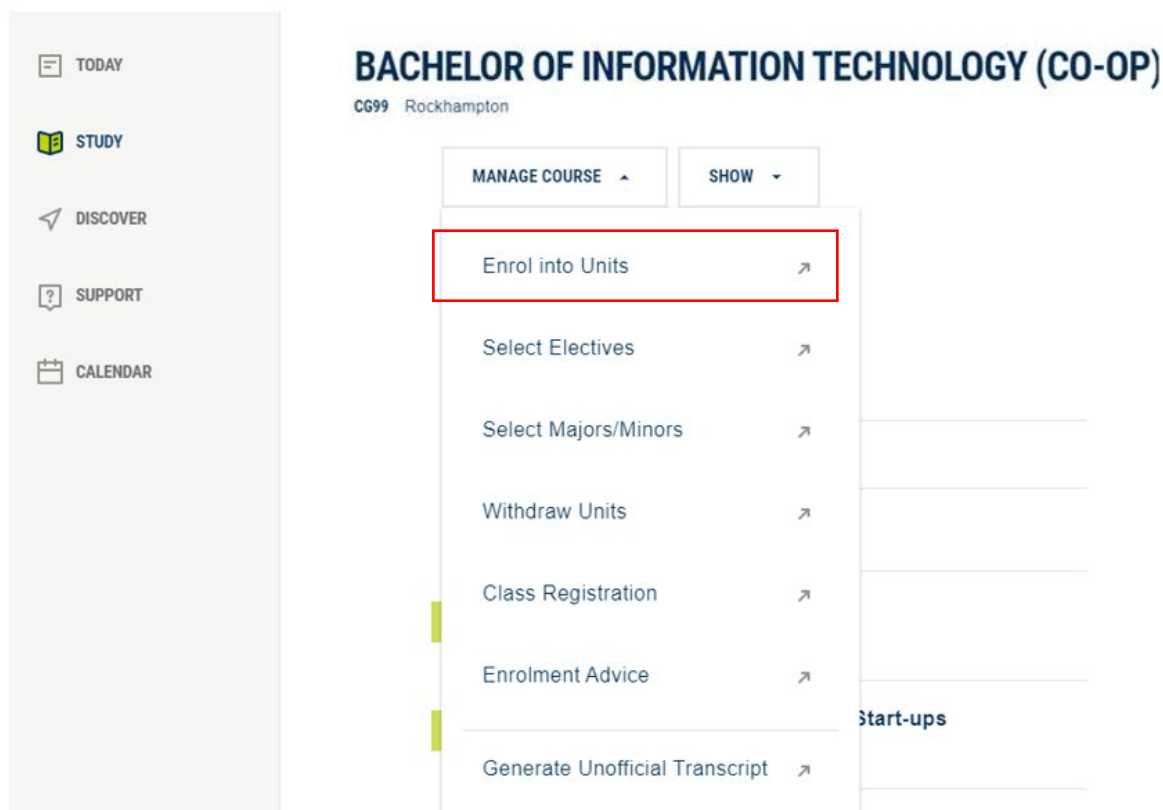 TODAY
STUDY
DISCOVER
SUPPORT
CALENDAR
BACHELOR OF INFORMATION TECHNOLOGY (CO-OP)
CG99 Rockhampton
MANAGE COURSE
SHOW
Enrol into Units
Select Electives
Select Majors/Minors
Withdraw Units
Class Registration
Enrolment Advice
Start-ups
Generate Unofficial Transcript